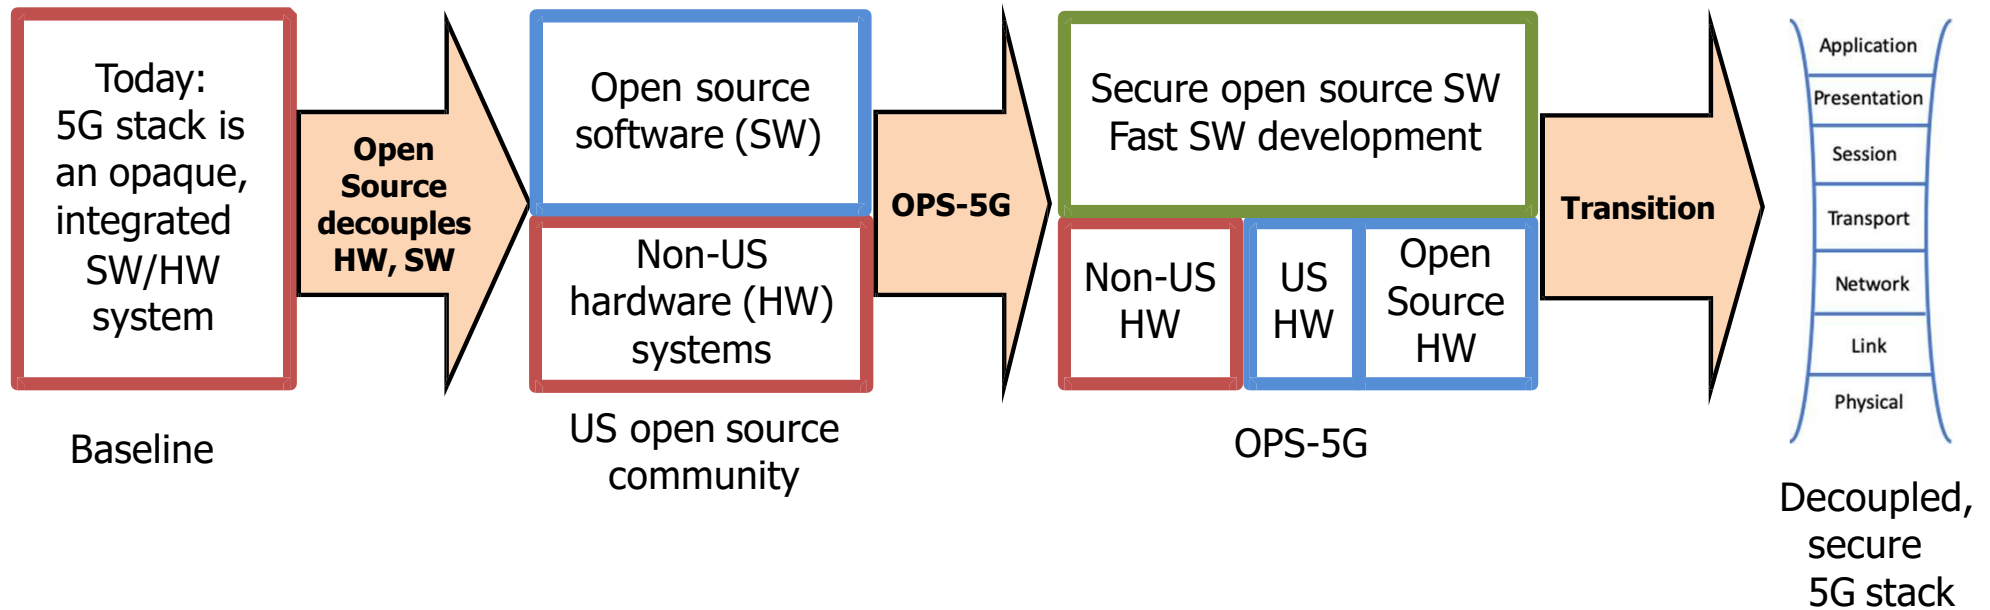 Today:
5G stack is
an opaque,
integrated
SW/HW
system
Baseline
Open
Source
decouples
HW, SW
Open source
software (SW)
Non-US
hardware (HW)
systems
US open source
community
OPS-5G
Secure open source SW
Fast SW development
Non-US
HW
US
HW
Open
Source
HW
OPS-5G
Transition
Application
Presentation
Session
Transport
Network
Link
Physical
Decoupled,
secure
5G stack